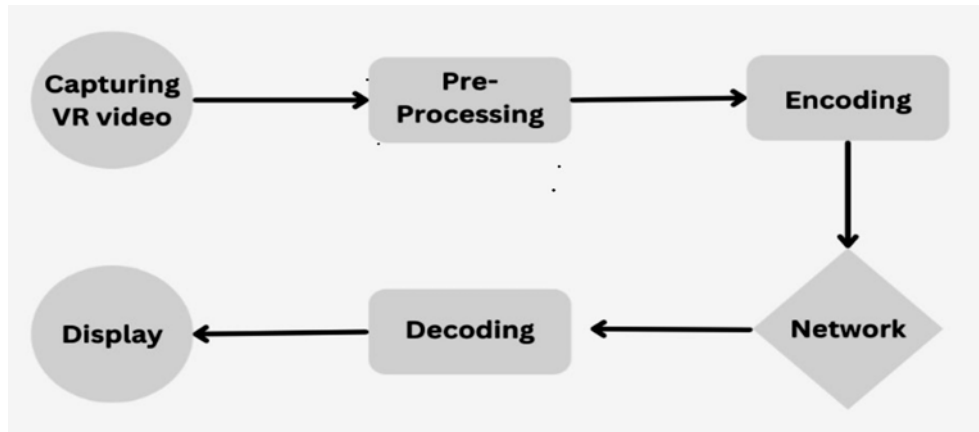 Capturing
VR video
Pre-
Processing
Encoding
Network
Decoding
Display